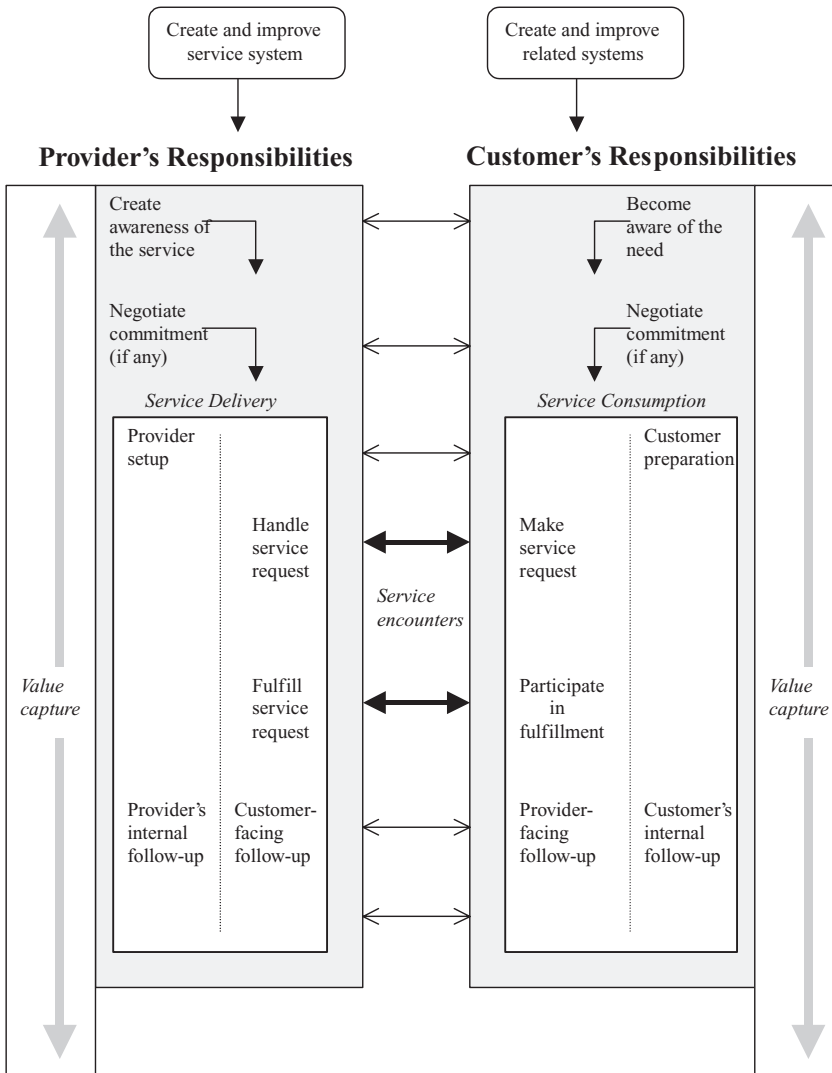 Create and improve
service system
Create and improve
related systems
Provider's Responsibilities
Customer's Responsibilities
Create
awareness of
the service
Become
aware of the
need
Negotiate
commitment
(if any)
Negotiate
commitment
(if any)
Service Delivery
Service Consumption
Provider
setup
Customer
preparation
Handle
service
request
Make
service
request
Service
encounters
Value
capture
Fulfill
service
request
Participate
in
fulfillment
Value
capture
Provider's
internal
follow-up
Customer-
facing
follow-up
Provider-
facing
follow-up
Customer's
internal
follow-up